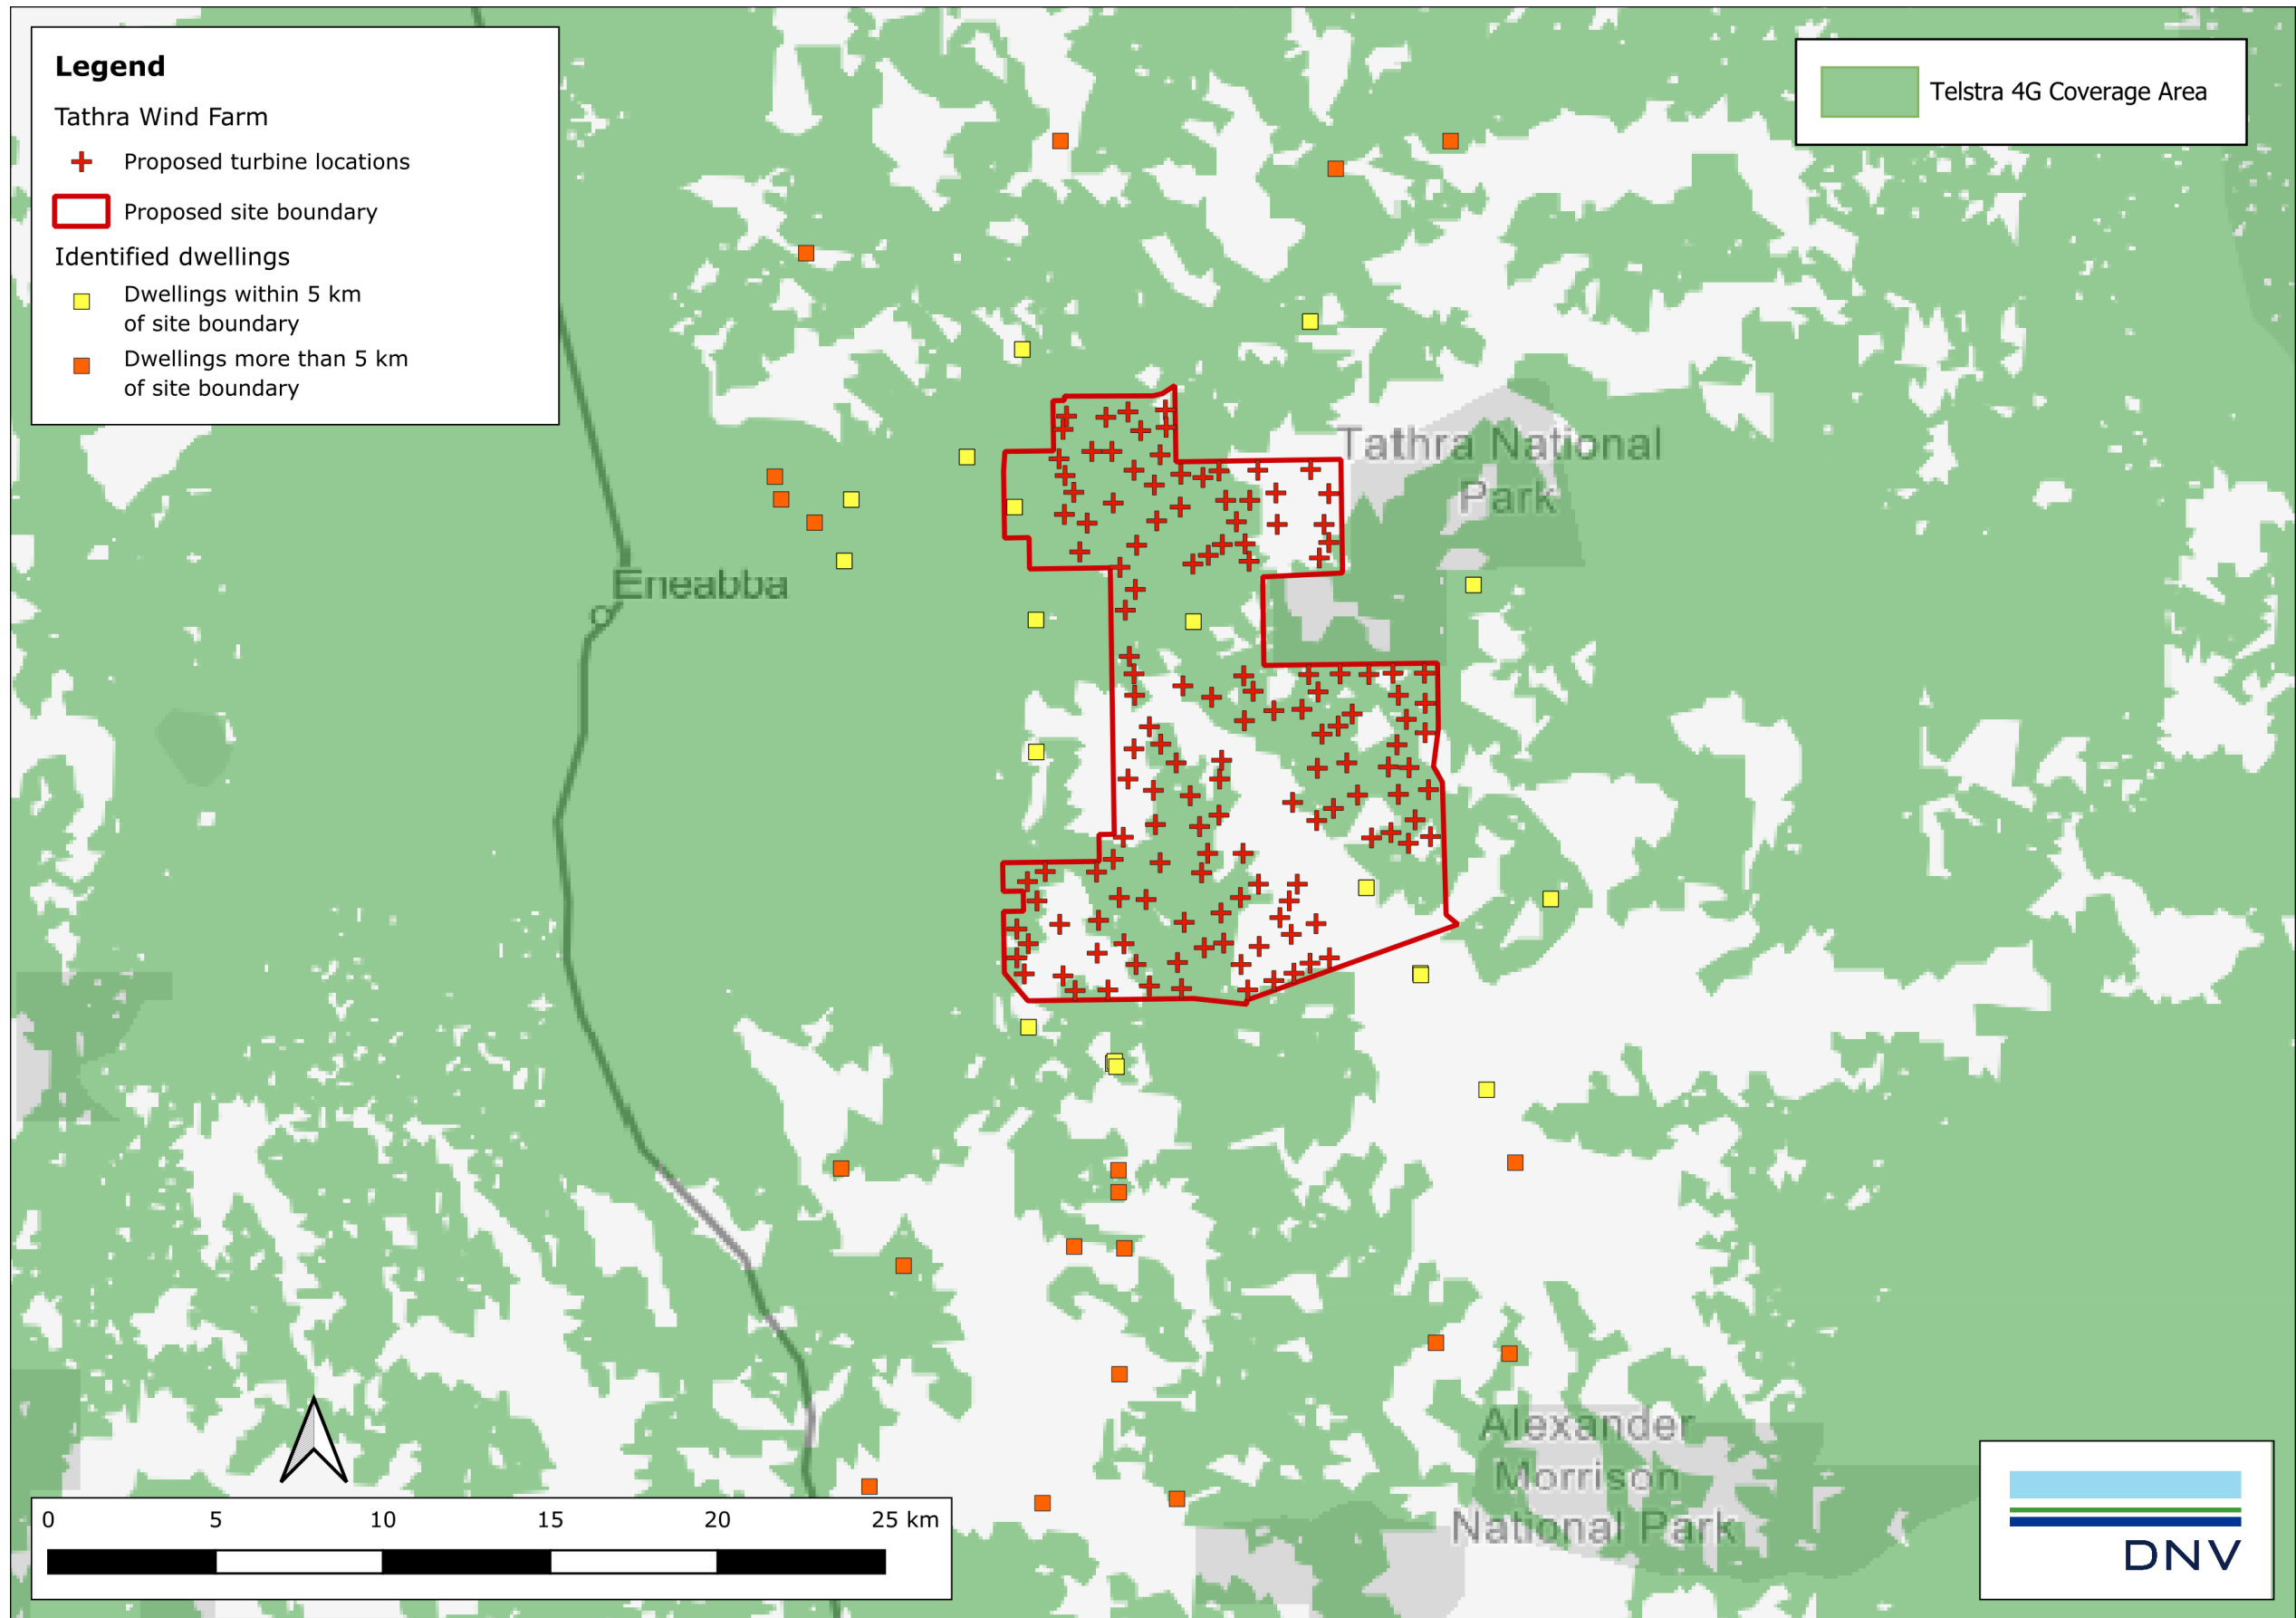 Legend
Tathra Wind Farm
Proposed turbine locations
Proposed site boundary
Identified dwellings
Dwellings within 5 km
of site boundary
Dwellings more than 5 km
of site boundary
Telstra 4G Coverage Area
Tathra National
Park
Eneabba
Alexander
Morrison
National Park
0 5 10 15 20 25 km
DNV